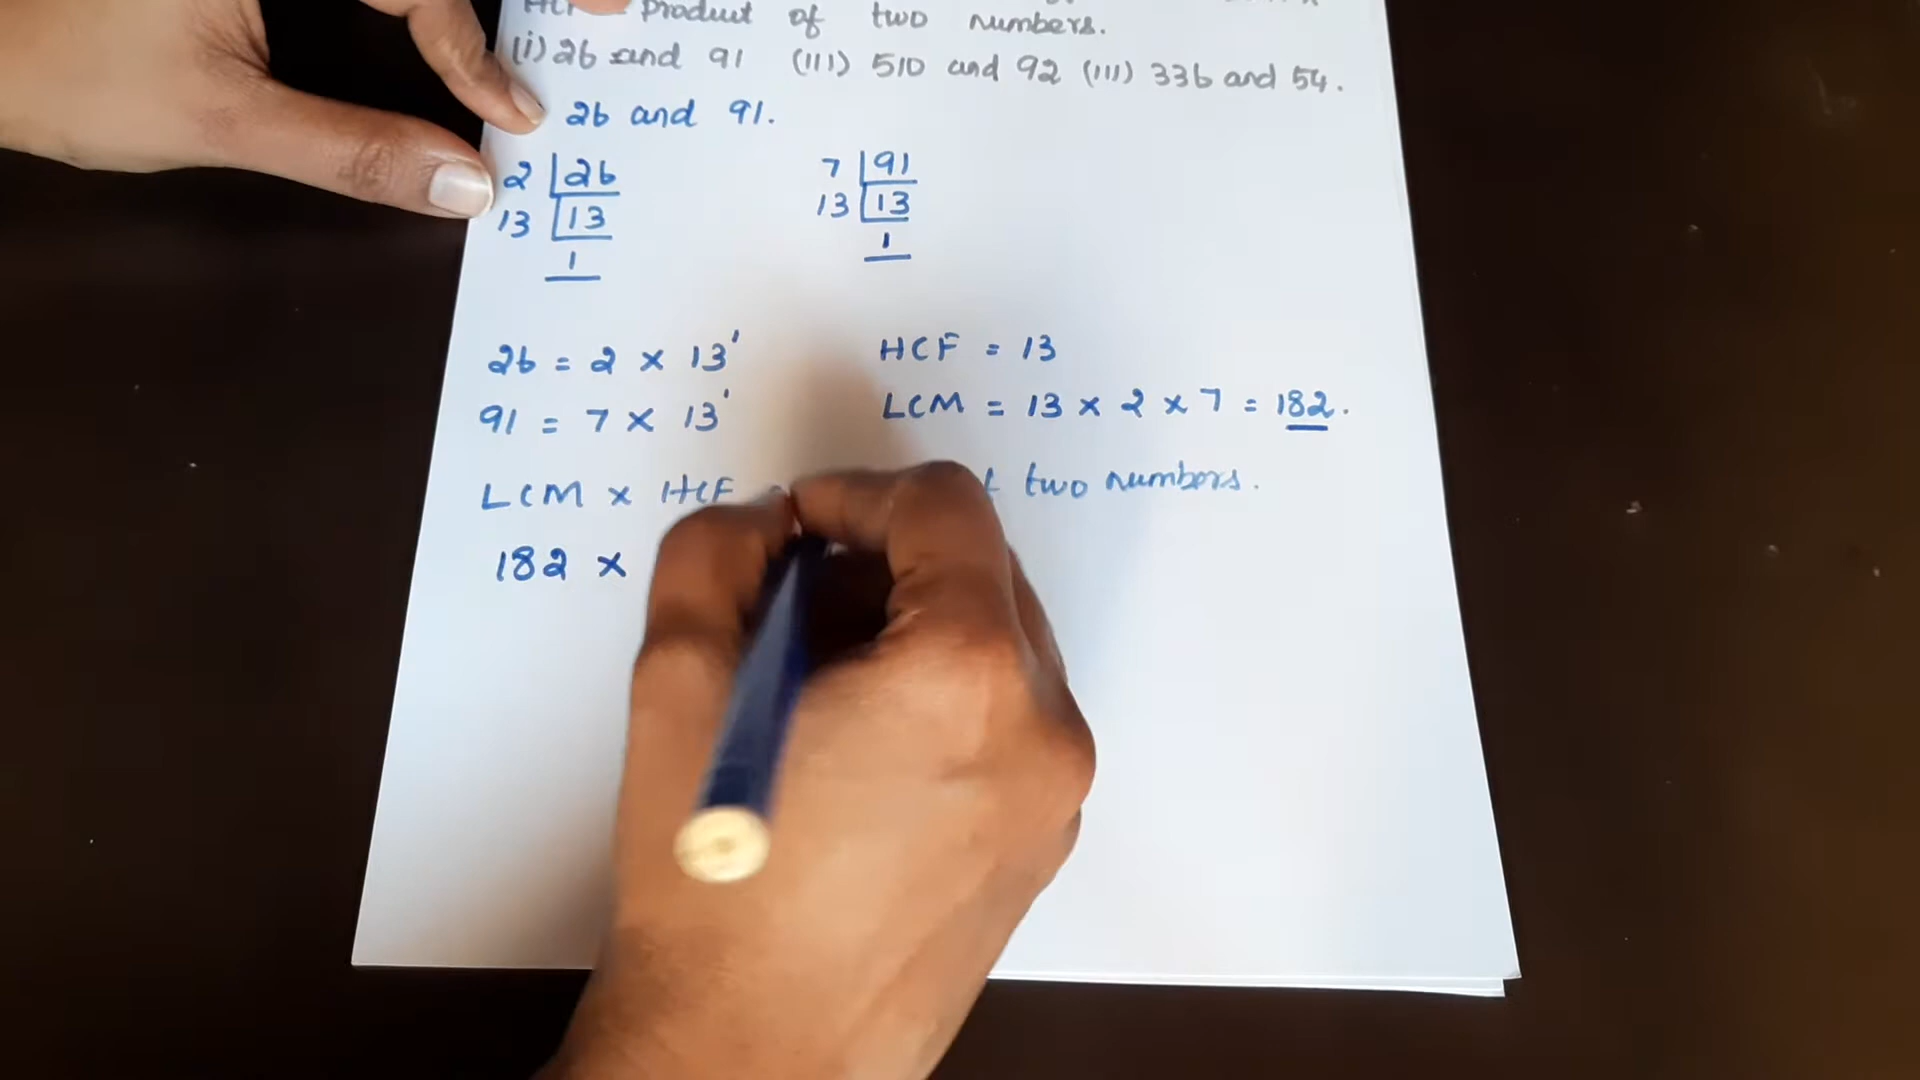 Product of two numbers.
(i) 26 and 91 (III) 510 and 92 (III) 336 and 54.
26 and 91.
2 | 26
13 | 13
1
7 | 91
13 | 13
1
26 = 2 × 13'
91 = 7 × 13'
HCF = 13
LCM = 13 × 2 × 7 = 182.
LCM × HCF two numbers.
182 ×